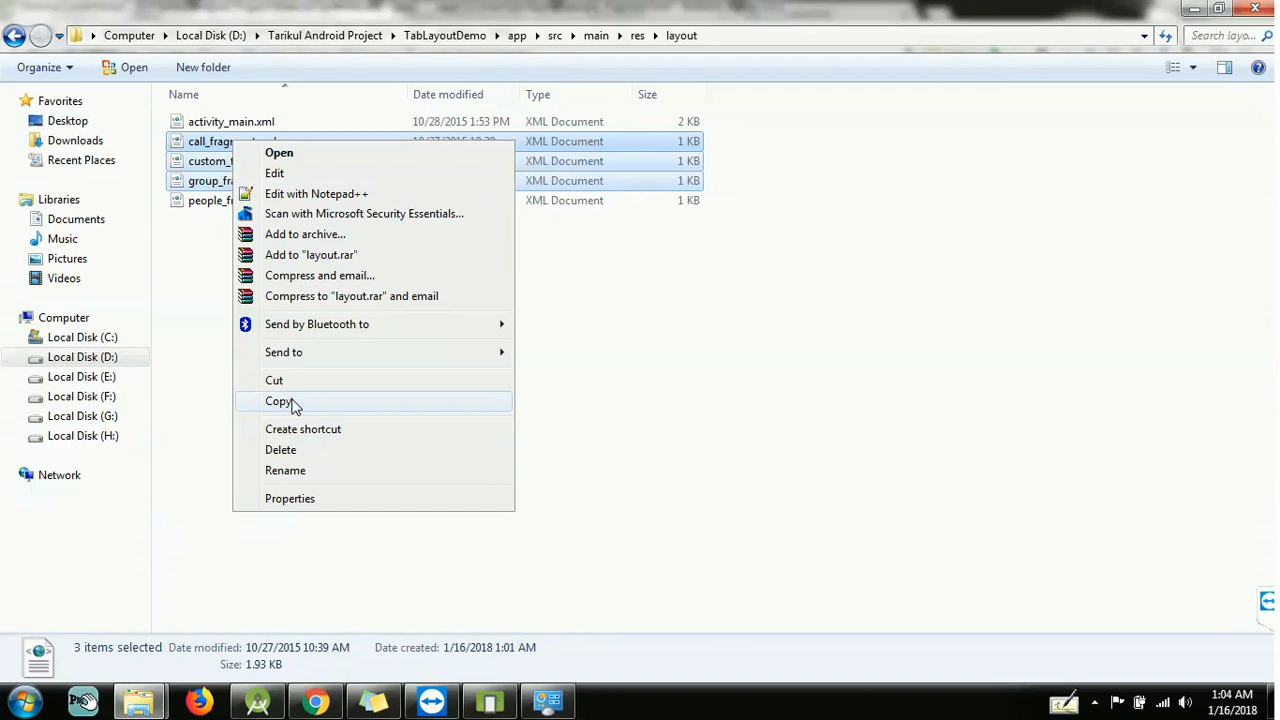 Computer Local Disk (D:) Tarikul Android Project TabLayoutDemo app src main res layout Search layo...
Organize Open New folder
Name Date modified Type Size
Favorites
Desktop
Downloads
Recent Places
Libraries
Documents
Music
Pictures
Videos
Computer
Local Disk (C:)
Local Disk (D:)
Local Disk (E:)
Local Disk (F:)
Local Disk (G:)
Local Disk (H:)
Network
activity_main.xml 10/28/2015 1:53 PM XML Document 2 KB
XML Document 1 KB
XML Document 1 KB
XML Document 1 KB
XML Document 1 KB
Open
Edit
Edit with Notepad++
Scan with Microsoft Security Essentials...
Add to archive...
Add to "layout.rar"
Compress and email...
Compress to "layout.rar" and email
Send by Bluetooth to
Send to
Cut
Copy
Create shortcut
Delete
Rename
Properties
3 items selected Date modified: 10/27/2015 10:39 AM Date created: 1/16/2018 1:01 AM
Size: 1.93 KB
1:04 AM
1/16/2018